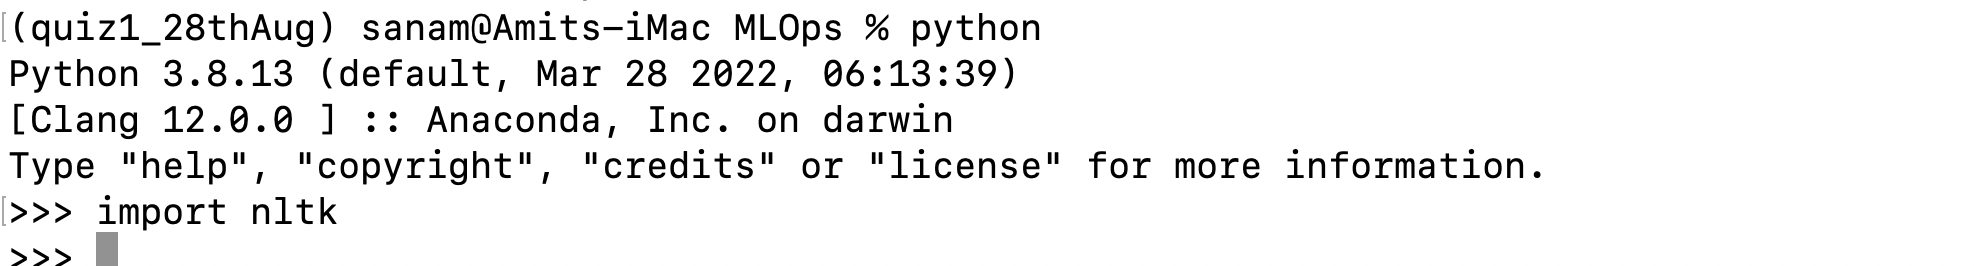 (quiz1_28thAug) sanam@Amits-iMac MLOps % python
Python 3.8.13 (default, Mar 28 2022, 06:13:39)
[Clang 12.0.0 ] :: Anaconda, Inc. on darwin
Type "help", "copyright", "credits" or "license" for more information.
>>> import nltk
>>>